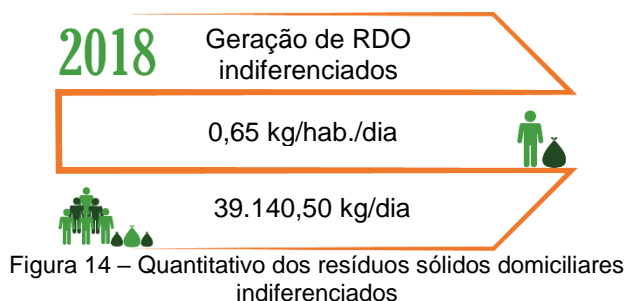 2018
Geração de RDO
indiferenciados
0,65 kg/hab./dia
39.140,50 kg/dia
Figura 14 – Quantitativo dos resíduos sólidos domiciliares
indiferenciados